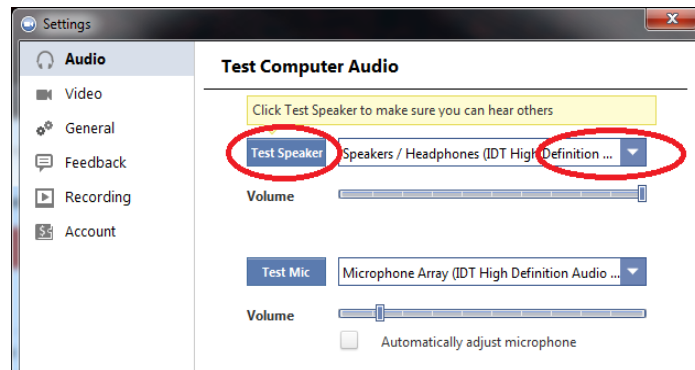 Settings
x
Audio
Video
General
Feedback
Recording
$$ Account
Test Computer Audio
Click Test Speaker to make sure you can hear others
Test Speaker Speakers / Headphones (IDT High Definition ...
Volume
Test Mic Microphone Array (IDT High Definition Audio ...
Volume
Automatically adjust microphone